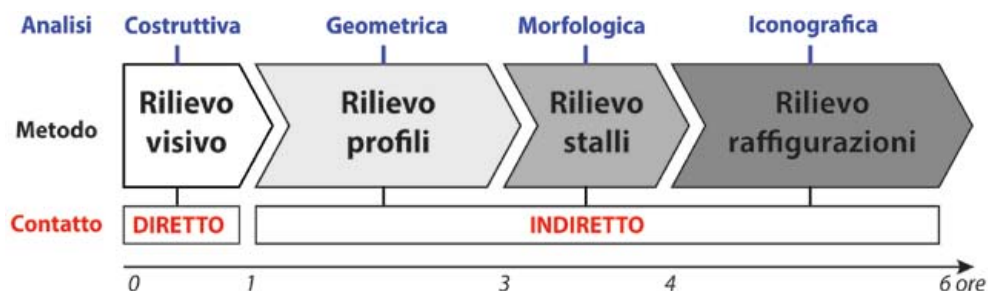 Analisi Costruttiva Geometrica Morfologica Iconografica
Metodo
Rilievo
visivo
Rilievo
profili
Rilievo
stalli
Rilievo
raffigurazioni
Contatto DIRETTO INDIRETTO
0 1 3 4 6 ore